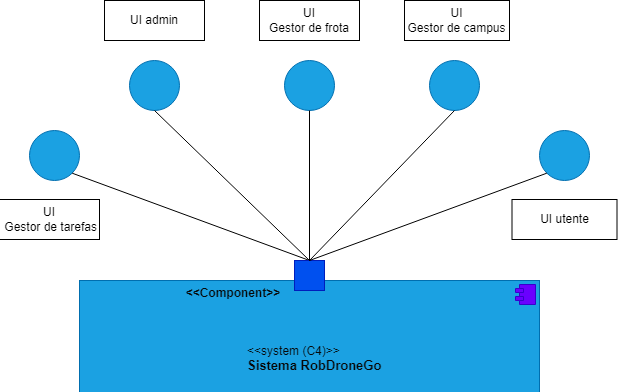 UI admin
UI
Gestor de frota
UI
Gestor de campus
UI
Gestor de tarefas
UI utente
<<Component>>
<<system (C4)>>
Sistema RobDroneGo